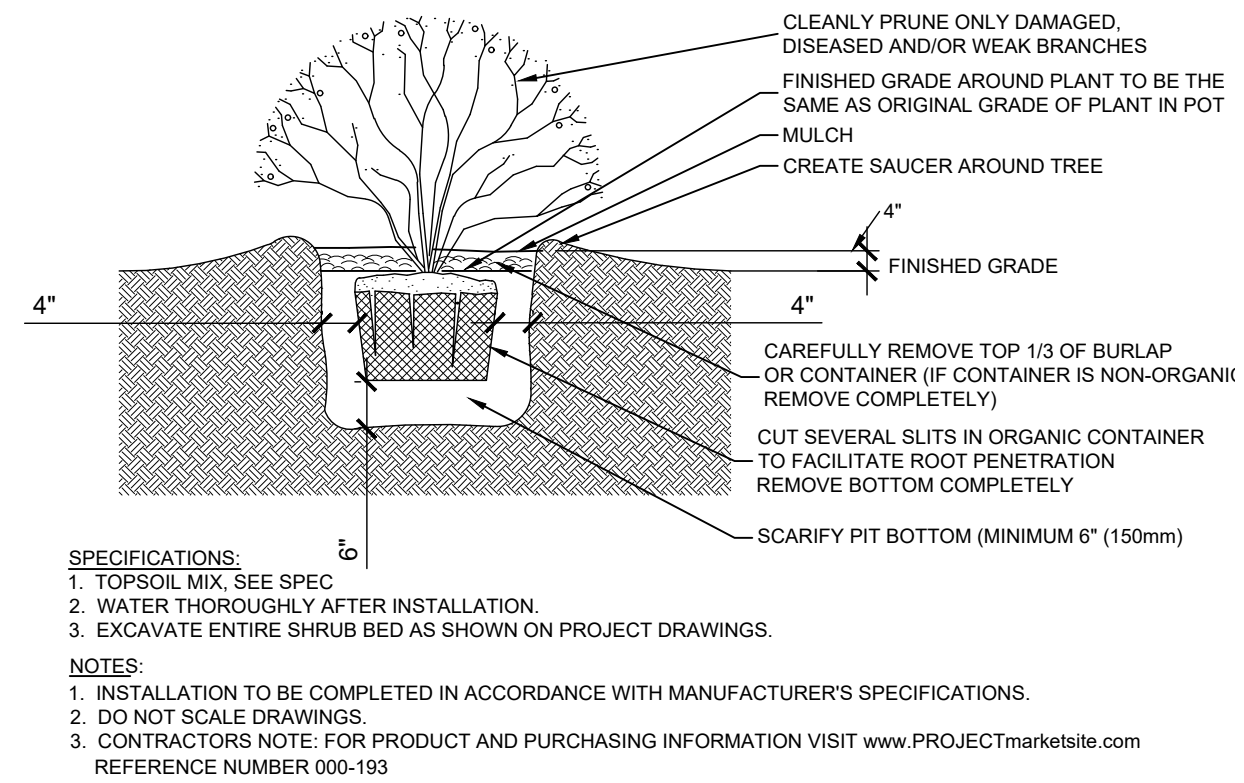 CLEANLY PRUNE ONLY DAMAGED,
DISEASED AND/OR WEAK BRANCHES
FINISHED GRADE AROUND PLANT TO BE THE
SAME AS ORIGINAL GRADE OF PLANT IN POT
MULCH
CREATE SAUCER AROUND TREE
4"
FINISHED GRADE
4"
4"
CAREFULLY REMOVE TOP 1/3 OF BURLAP
OR CONTAINER (IF CONTAINER IS NON-ORGANIC
REMOVE COMPLETELY)
CUT SEVERAL SLITS IN ORGANIC CONTAINER
TO FACILITATE ROOT PENETRATION
REMOVE BOTTOM COMPLETELY
SCARIFY PIT BOTTOM (MINIMUM 6" (150mm)
6"
SPECIFICATIONS:
1. TOPSOIL MIX, SEE SPEC
2. WATER THOROUGHLY AFTER INSTALLATION.
3. EXCAVATE ENTIRE SHRUB BED AS SHOWN ON PROJECT DRAWINGS.
NOTES:
1. INSTALLATION TO BE COMPLETED IN ACCORDANCE WITH MANUFACTURER'S SPECIFICATIONS.
2. DO NOT SCALE DRAWINGS.
3. CONTRACTORS NOTE: FOR PRODUCT AND PURCHASING INFORMATION VISIT www.PROJECTmarketsite.com
REFERENCE NUMBER 000-193